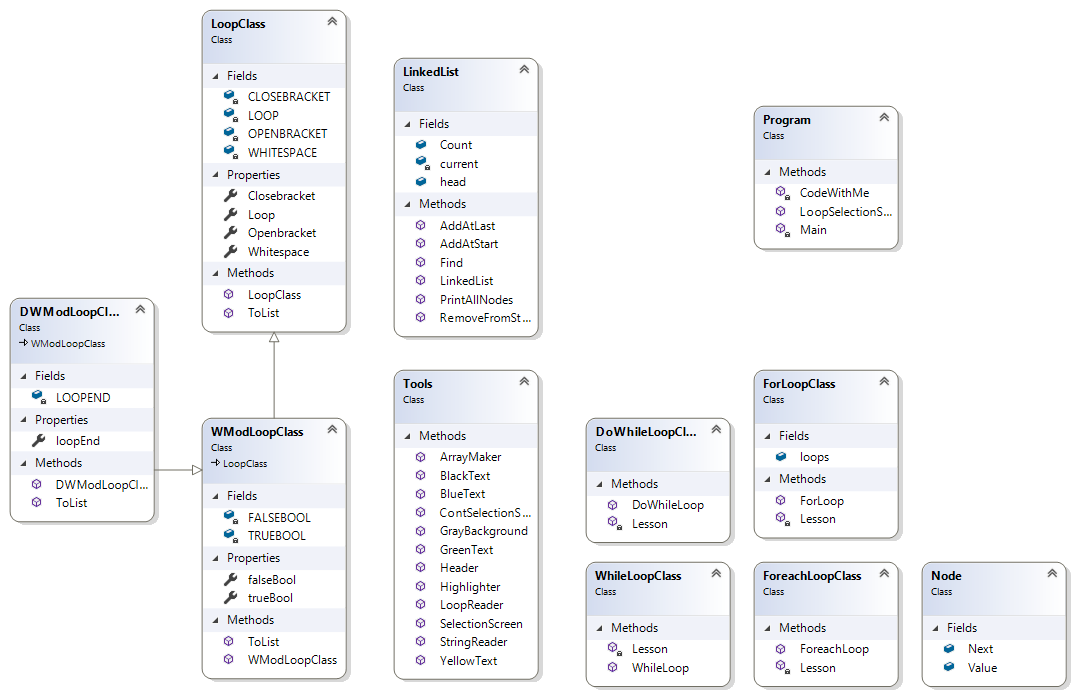 LoopClass
Class
Fields
CLOSEBRACKET
LOOP
OPENBRACKET
WHITESPACE
Properties
Closebracket
Loop
Openbracket
Whitespace
Methods
LoopClass
ToList
LinkedList
Class
Fields
Count
current
head
Methods
AddAtLast
AddAtStart
Find
LinkedList
PrintAllNodes
RemoveFromSt...
Program
Class
Methods
CodeWithMe
LoopSelectionS...
Main
DWModLoopCl...
Class
WModLoopClass
Fields
LOOPEND
Properties
loopEnd
Methods
DWModLoopCl...
ToList
WModLoopClass
Class
LoopClass
Fields
FALSEBOOL
TRUEBOOL
Properties
falseBool
trueBool
Methods
ToList
WModLoopClass
Tools
Class
Methods
ArrayMaker
BlackText
BlueText
ContSelectionS...
GrayBackground
GreenText
Header
Highlighter
LoopReader
SelectionScreen
StringReader
YellowText
DoWhileLoopCl...
Class
Methods
DoWhileLoop
Lesson
ForLoopClass
Class
Fields
loops
Methods
ForLoop
Lesson
WhileLoopClass
Class
Methods
Lesson
WhileLoop
ForeachLoopClass
Class
Methods
ForeachLoop
Lesson
Node
Class
Fields
Next
Value